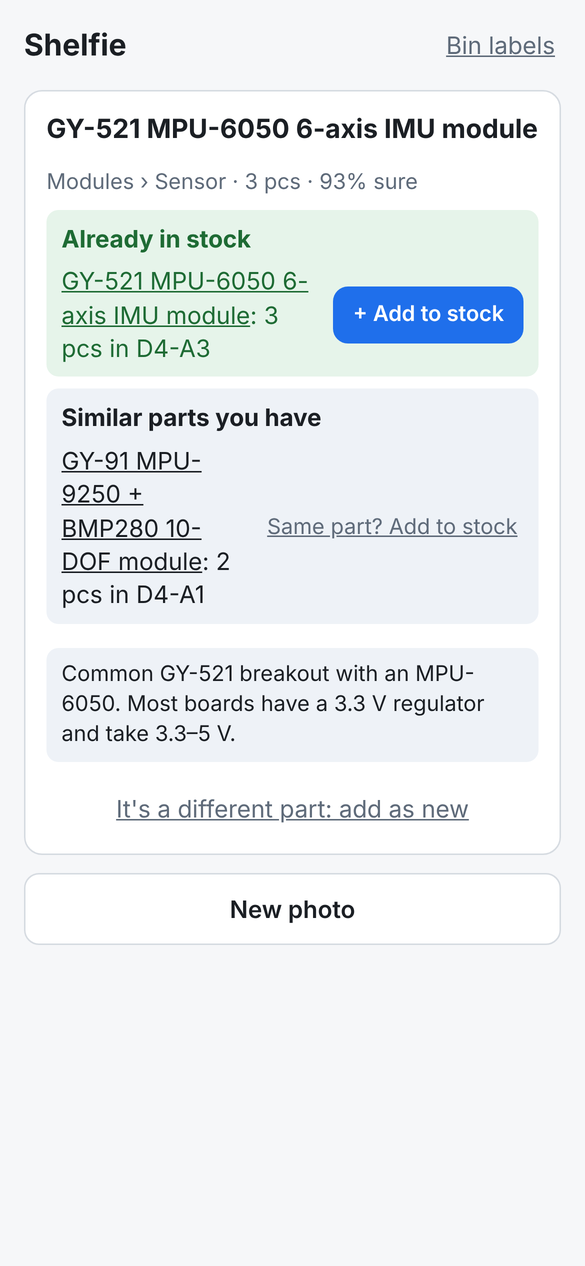 Shelfie
Bin labels
GY-521 MPU-6050 6-axis IMU module
Modules › Sensor · 3 pcs · 93% sure
Already in stock
GY-521 MPU-6050 6-
axis IMU module: 3
pcs in D4-A3
+ Add to stock
Similar parts you have
GY-91 MPU-
9250 +
BMP280 10-
DOF module: 2
pcs in D4-A1
Same part? Add to stock
Common GY-521 breakout with an MPU-
6050. Most boards have a 3.3 V regulator
and take 3.3–5 V.
It's a different part: add as new
New photo